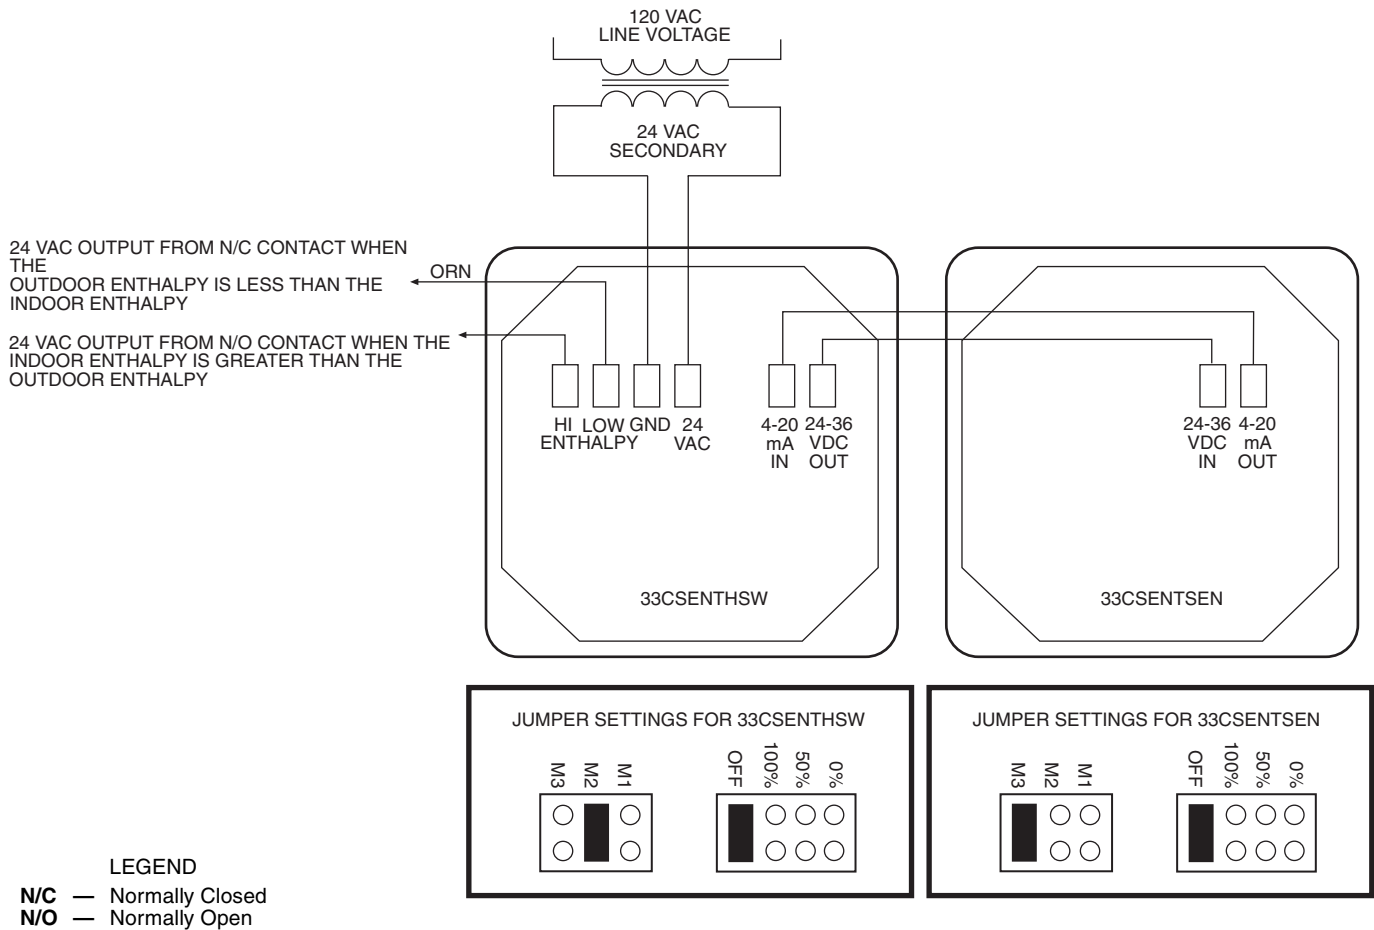 120 VAC
LINE VOLTAGE
24 VAC
SECONDARY
24 VAC OUTPUT FROM N/C CONTACT WHEN
THE
OUTDOOR ENTHALPY IS LESS THAN THE
INDOOR ENTHALPY
ORN
24 VAC OUTPUT FROM N/O CONTACT WHEN THE
INDOOR ENTHALPY IS GREATER THAN THE
OUTDOOR ENTHALPY
HI LOW GND 24
ENTHALPY VAC
4-20 24-36
mA VDC
IN OUT
24-36 4-20
VDC mA
IN OUT
33CSENTHSW
33CSENTSEN
JUMPER SETTINGS FOR 33CSENTHSW
M3 M2 M1
OFF 100% 50% 0%
JUMPER SETTINGS FOR 33CSENTSEN
M3 M2 M1
OFF 100% 50% 0%
LEGEND
N/C — Normally Closed
N/O — Normally Open